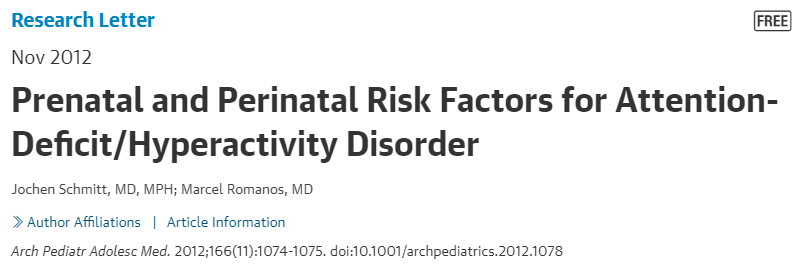 Research Letter
FREE
Nov 2012
Prenatal and Perinatal Risk Factors for Attention-
Deficit/Hyperactivity Disorder
Jochen Schmitt, MD, MPH; Marcel Romanos, MD
Author Affiliations | Article Information
Arch Pediatr Adolesc Med. 2012;166(11):1074-1075. doi:10.1001/archpediatrics.2012.1078